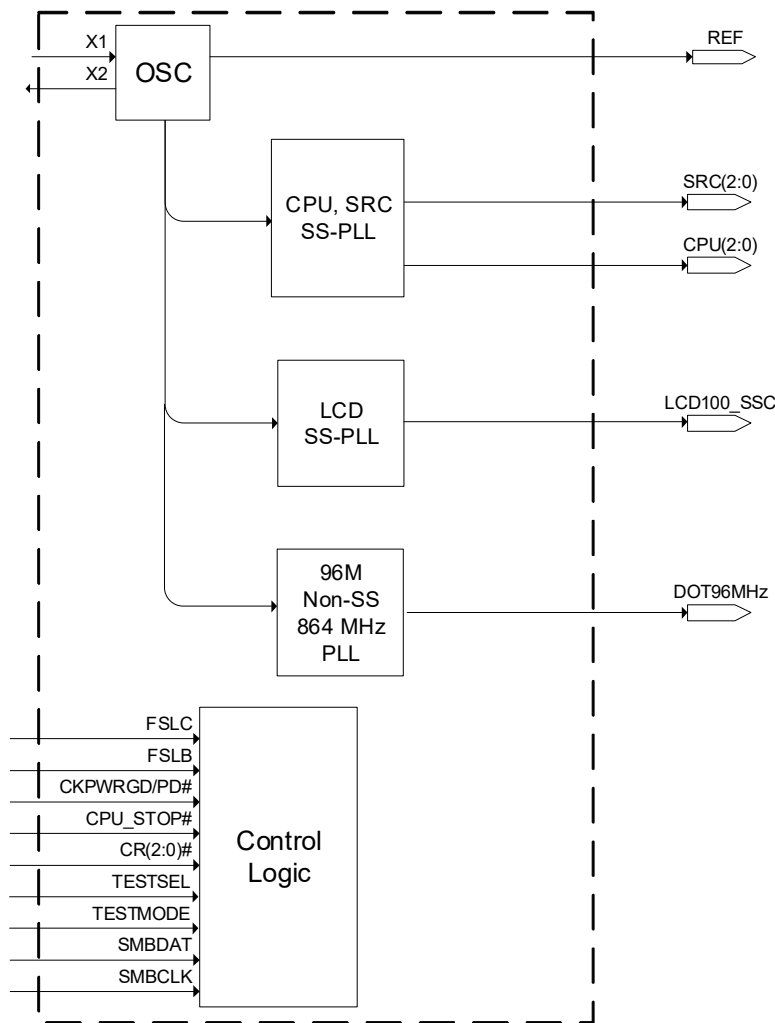 X1
REF
X2
OSC
CPU, SRC
SS-PLL
SRC(2:0)
CPU(2:0)
LCD
SS-PLL
LCD100_SSC
96M
Non-SS
864 MHz
PLL
DOT96MHz
FSLC
FSLB
CKPWRGD/PD#
CPU_STOP#
CR(2:0)#
TESTSEL
TESTMODE
SMBDAT
SMBCLK
Control
Logic